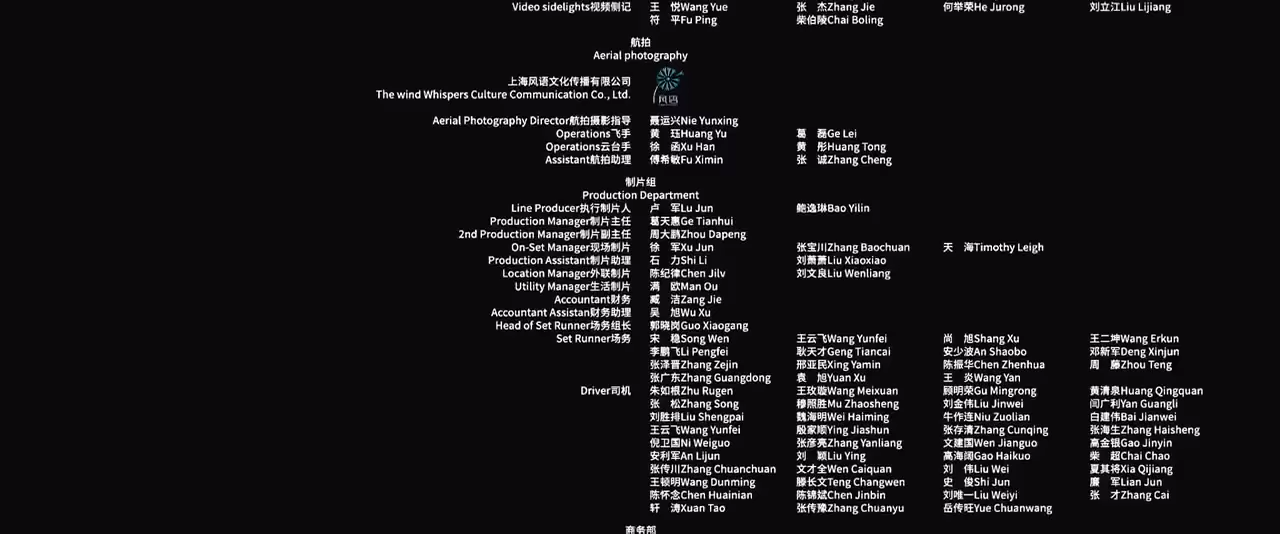 Video sidelights视频侧记 王 悦Wang Yue 张 杰Zhang Jie 何举荣He Jurong 刘立江Liu Lijiang
符 平Fu Ping 柴伯陵Chai Boling
航拍
Aerial photography
上海风语文化传播有限公司
The wind Whispers Culture Communication Co., Ltd.
风语
Aerial Photography Director航拍摄影指导 聂运兴Nie Yunxing
Operations飞手 黄 珏Huang Yu 葛 磊Ge Lei
Operations云台手 徐 函Xu Han 黄 彤Huang Tong
Assistant航拍助理 傅希敏Fu Ximin 张 诚Zhang Cheng
制片组
Production Department
Line Producer执行制片人 卢 军Lu Jun 鲍逸琳Bao Yilin
Production Manager制片主任 葛天惠Ge Tianhui
2nd Production Manager制片副主任 周大鹏Zhou Dapeng
On-Set Manager现场制片 徐 军Xu Jun 张宝川Zhang Baochuan 天 海Timothy Leigh
Production Assistant制片助理 石 力Shi Li 刘萧萧Liu Xiaoxiao
Location Manager外联制片 陈纪律Chen Jilv 刘文良Liu Wenliang
Utility Manager生活制片 满 欧Man Ou
Accountant财务 臧 洁Zang Jie
Accountant Assistan财务助理 吴 旭Wu Xu
Head of Set Runner场务组长 郭晓岗Guo Xiaogang
Set Runner场务 宋 稳Song Wen 王云飞Wang Yunfei 尚 旭Shang Xu 王二坤Wang Erkun
李鹏飞Li Pengfei 耿天才Geng Tiancai 安少波An Shaobo 邓新军Deng Xinjun
张泽晋Zhang Zejin 邢亚民Xing Yamin 陈振华Chen Zhenhua 周 藤Zhou Teng
张广东Zhang Guangdong 袁 旭Yuan Xu 王 炎Wang Yan
Driver司机 朱如根Zhu Rugen 王玫璇Wang Meixuan 顾明荣Gu Mingrong 黄清泉Huang Qingquan
张 松Zhang Song 穆照胜Mu Zhaosheng 刘金伟Liu Jinwei 闫广利Yan Guangli
刘胜排Liu Shengpai 魏海明Wei Haiming 牛作连Niu Zuolian 白建伟Bai Jianwei
王云飞Wang Yunfei 殷家顺Ying Jiashun 张存清Zhang Cunqing 张海生Zhang Haisheng
倪卫国Ni Weiguo 张彦亮Zhang Yanliang 文建国Wen Jianguo 高金银Gao Jinyin
安利军An Lijun 刘 颖Liu Ying 高海阔Gao Haikuo 柴 超Chai Chao
张传川Zhang Chuanchuan 文才全Wen Caiquan 刘 伟Liu Wei 夏其将Xia Qijiang
王顿明Wang Dunming 滕长文Teng Changwen 史 俊Shi Jun 廉 军Lian Jun
陈怀念Chen Huainian 陈锦斌Chen Jinbin 刘唯一Liu Weiyi 张 才Zhang Cai
轩 涛Xuan Tao 张传豫Zhang Chuanyu 岳传旺Yue Chuanwang
商务部